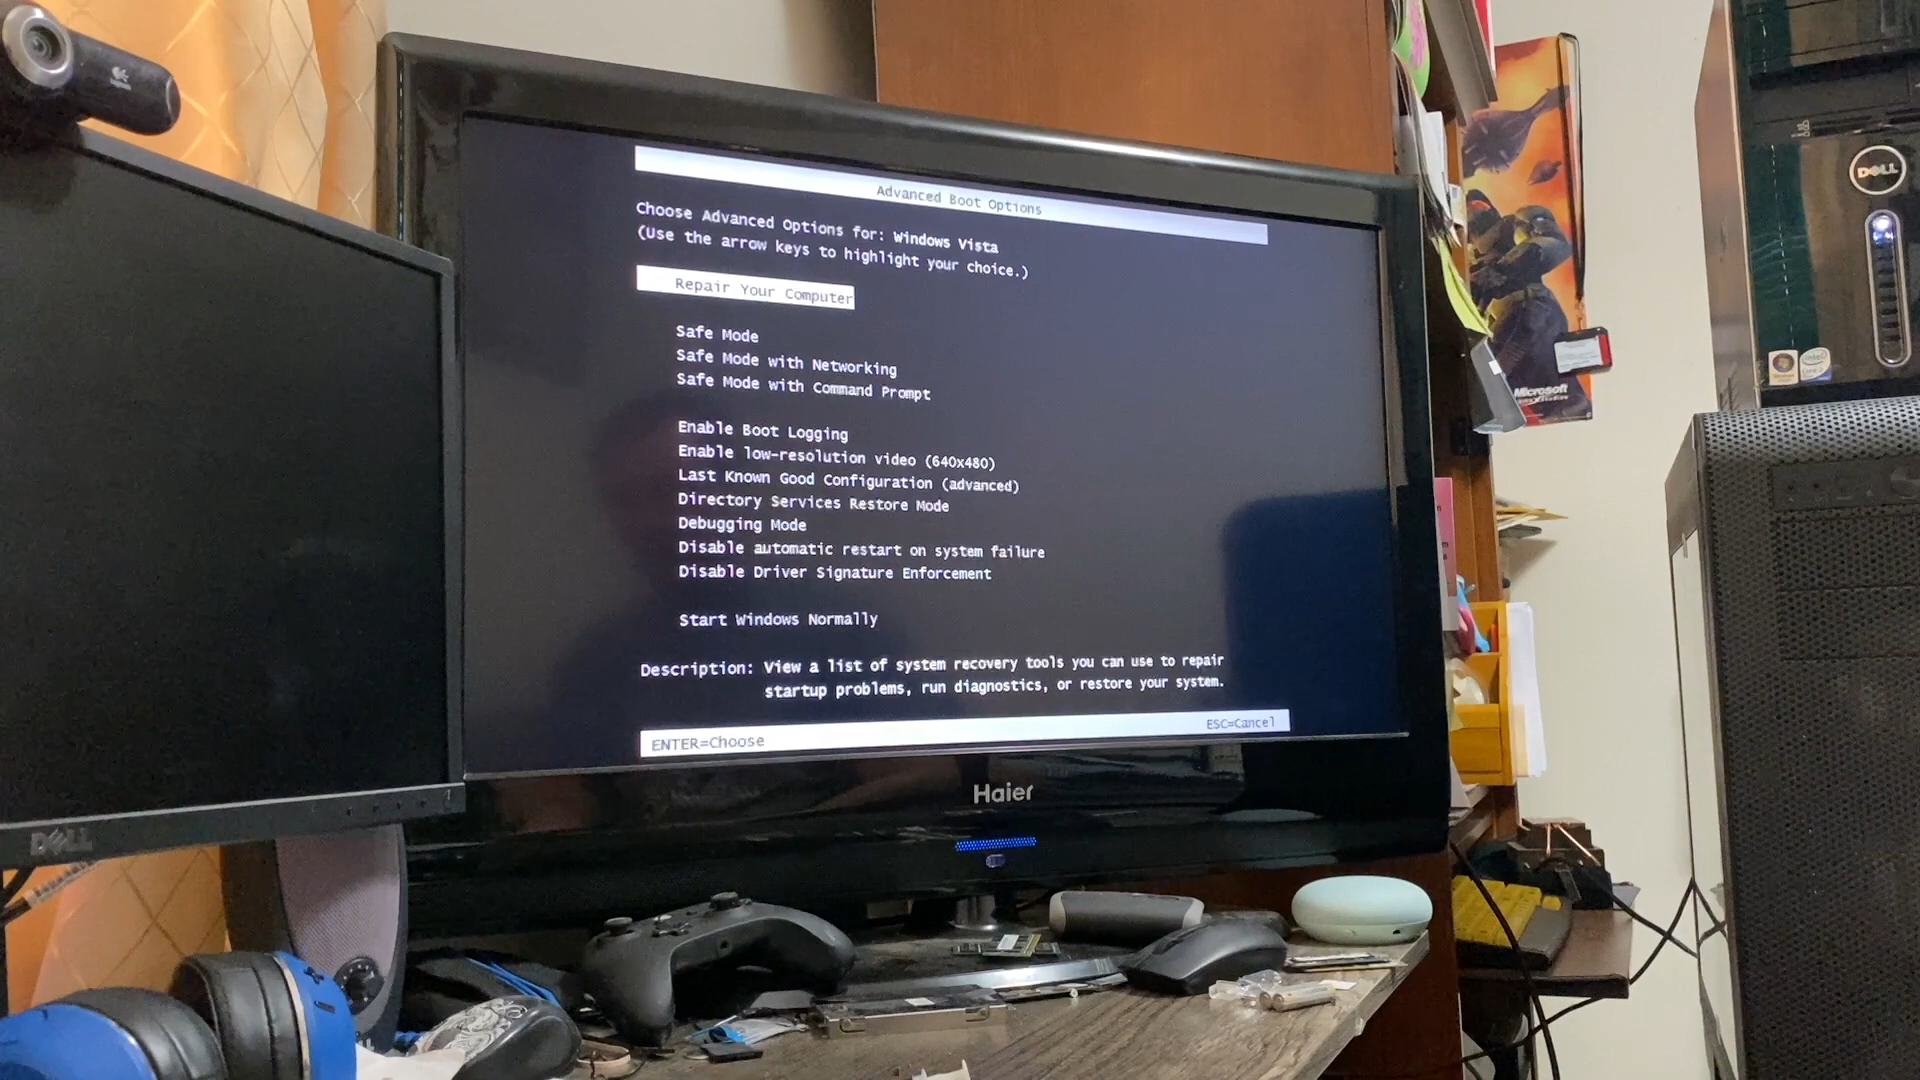 Advanced Boot Options
Choose Advanced Options for: Windows Vista
(Use the arrow keys to highlight your choice.)
Repair Your Computer
Safe Mode
Safe Mode with Networking
Safe Mode with Command Prompt
Enable Boot Logging
Enable low-resolution video (640x480)
Last Known Good Configuration (advanced)
Directory Services Restore Mode
Debugging Mode
Disable automatic restart on system failure
Disable Driver Signature Enforcement
Start Windows Normally
Description: View a list of system recovery tools you can use to repair
startup problems, run diagnostics, or restore your system.
ENTER=Choose
ESC=Cancel
Haier
DELL
DELL
Microsoft
intel